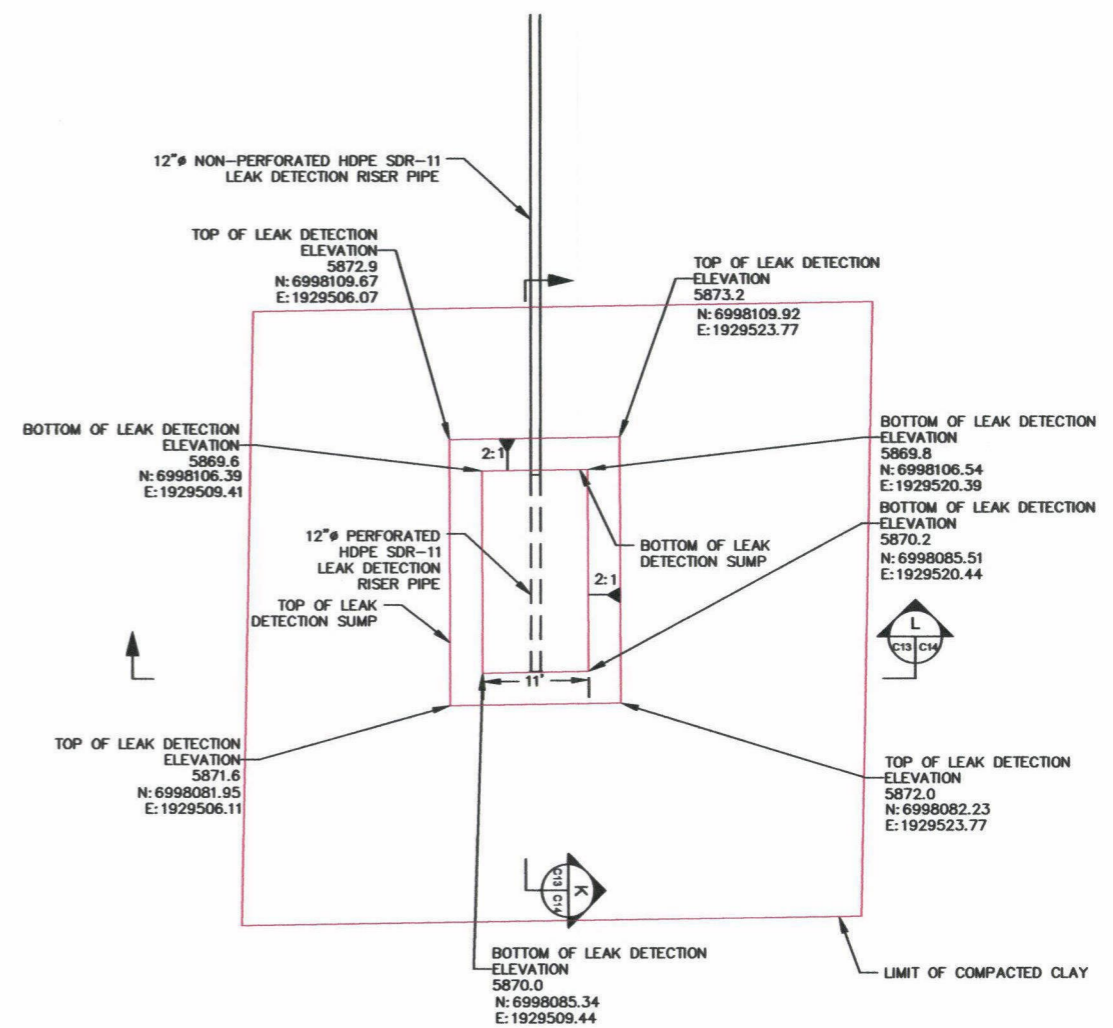 12"ø NON-PERFORATED HDPE SDR-11
LEAK DETECTION RISER PIPE
TOP OF LEAK DETECTION
ELEVATION
5872.9
N: 6998109.67
E: 1929506.07
TOP OF LEAK DETECTION
ELEVATION
5873.2
N: 6998109.92
E: 1929523.77
BOTTOM OF LEAK DETECTION
ELEVATION
5869.6
N: 6998106.39
E: 1929509.41
2:1
BOTTOM OF LEAK DETECTION
ELEVATION
5869.8
N: 6998106.54
E: 1929520.39
BOTTOM OF LEAK DETECTION
ELEVATION
5870.2
N: 6998085.51
E: 1929520.44
12"ø PERFORATED
HDPE SDR-11
LEAK DETECTION
RISER PIPE
BOTTOM OF LEAK
DETECTION SUMP
2:1
TOP OF LEAK
DETECTION SUMP
L
C13 C14
11'
TOP OF LEAK DETECTION
ELEVATION
5871.6
N: 6998081.95
E: 1929506.11
TOP OF LEAK DETECTION
ELEVATION
5872.0
N: 6998082.23
E: 1929523.77
K
C13 C14
BOTTOM OF LEAK DETECTION
ELEVATION
5870.0
N: 6998085.34
E: 1929509.44
LIMIT OF COMPACTED CLAY